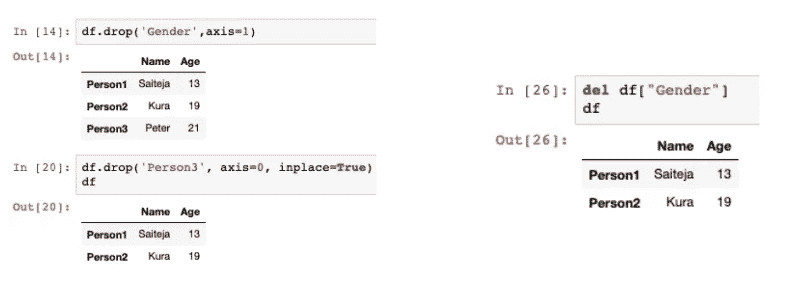 In [14]: df.drop('Gender',axis=1)
Out[14]:
Name Age
Person1 Saiteja 13
Person2 Kura 19
Person3 Peter 21
In [20]: df.drop('Person3', axis=0, inplace=True)
df
Out[20]:
Name Age
Person1 Saiteja 13
Person2 Kura 19
In [26]: del df["Gender"]
df
Out[26]:
Name Age
Person1 Saiteja 13
Person2 Kura 19